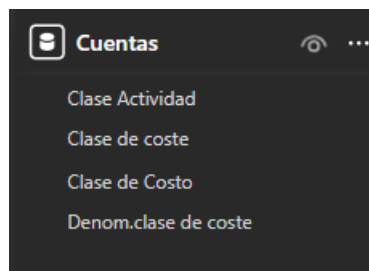 Cuentas
Clase Actividad
Clase de coste
Clase de Costo
Denom.clase de coste